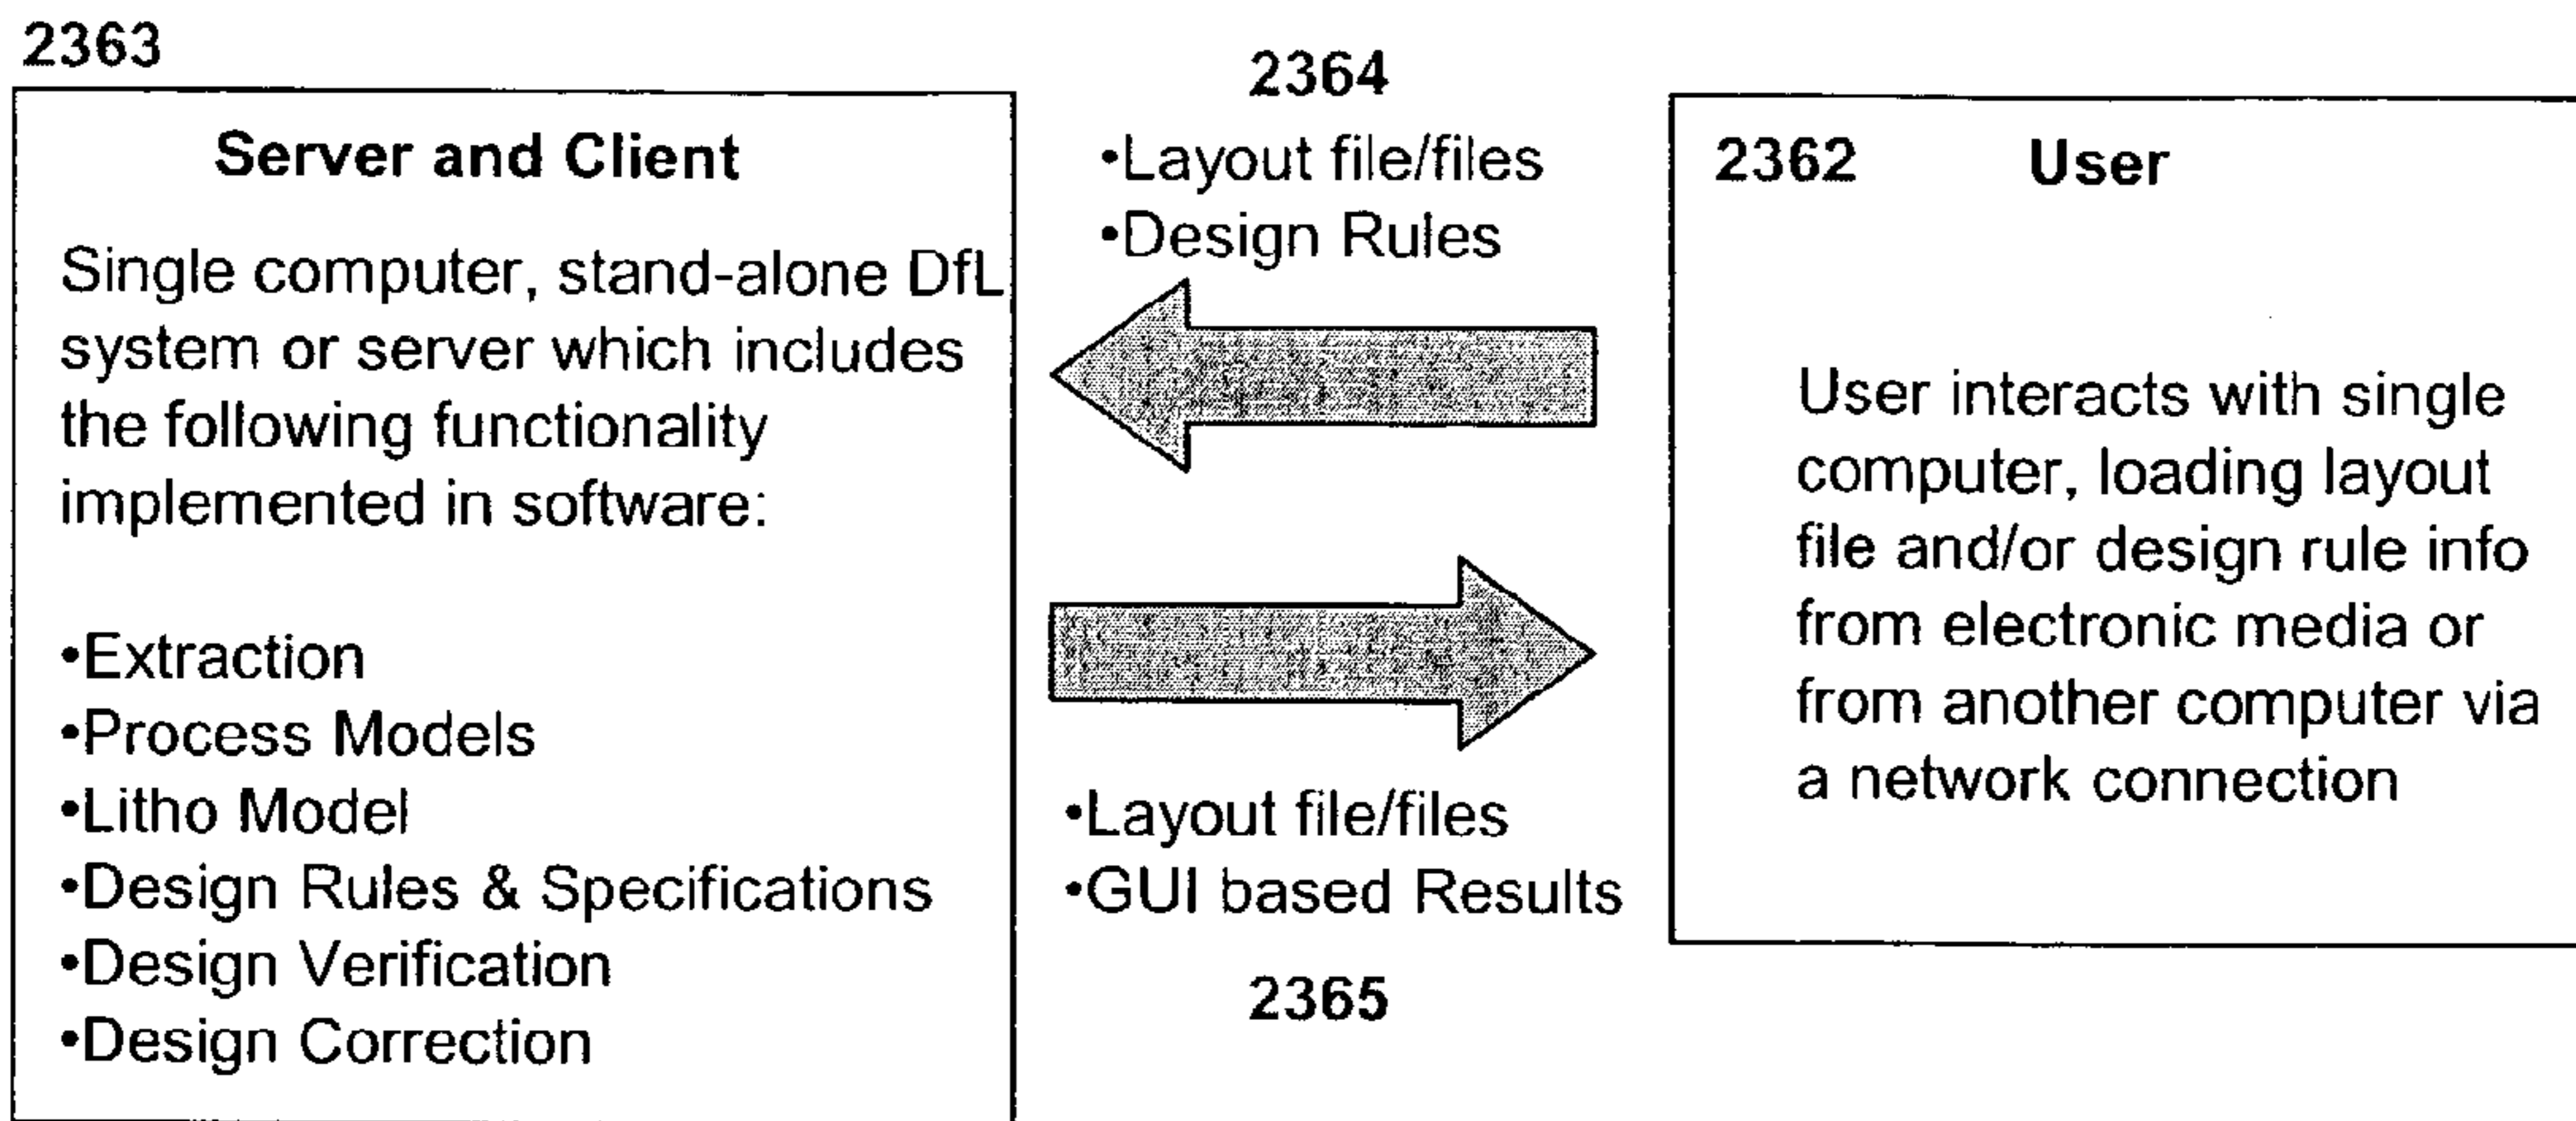 2363
Server and Client
Single computer, stand-alone DfL
system or server which includes
the following functionality
implemented in software:
•Extraction
•Process Models
•Litho Model
•Design Rules & Specifications
•Design Verification
•Design Correction
2364
•Layout file/files
•Design Rules
•Layout file/files
•GUI based Results
2365
2362 User
User interacts with single
computer, loading layout
file and/or design rule info
from electronic media or
from another computer via
a network connection